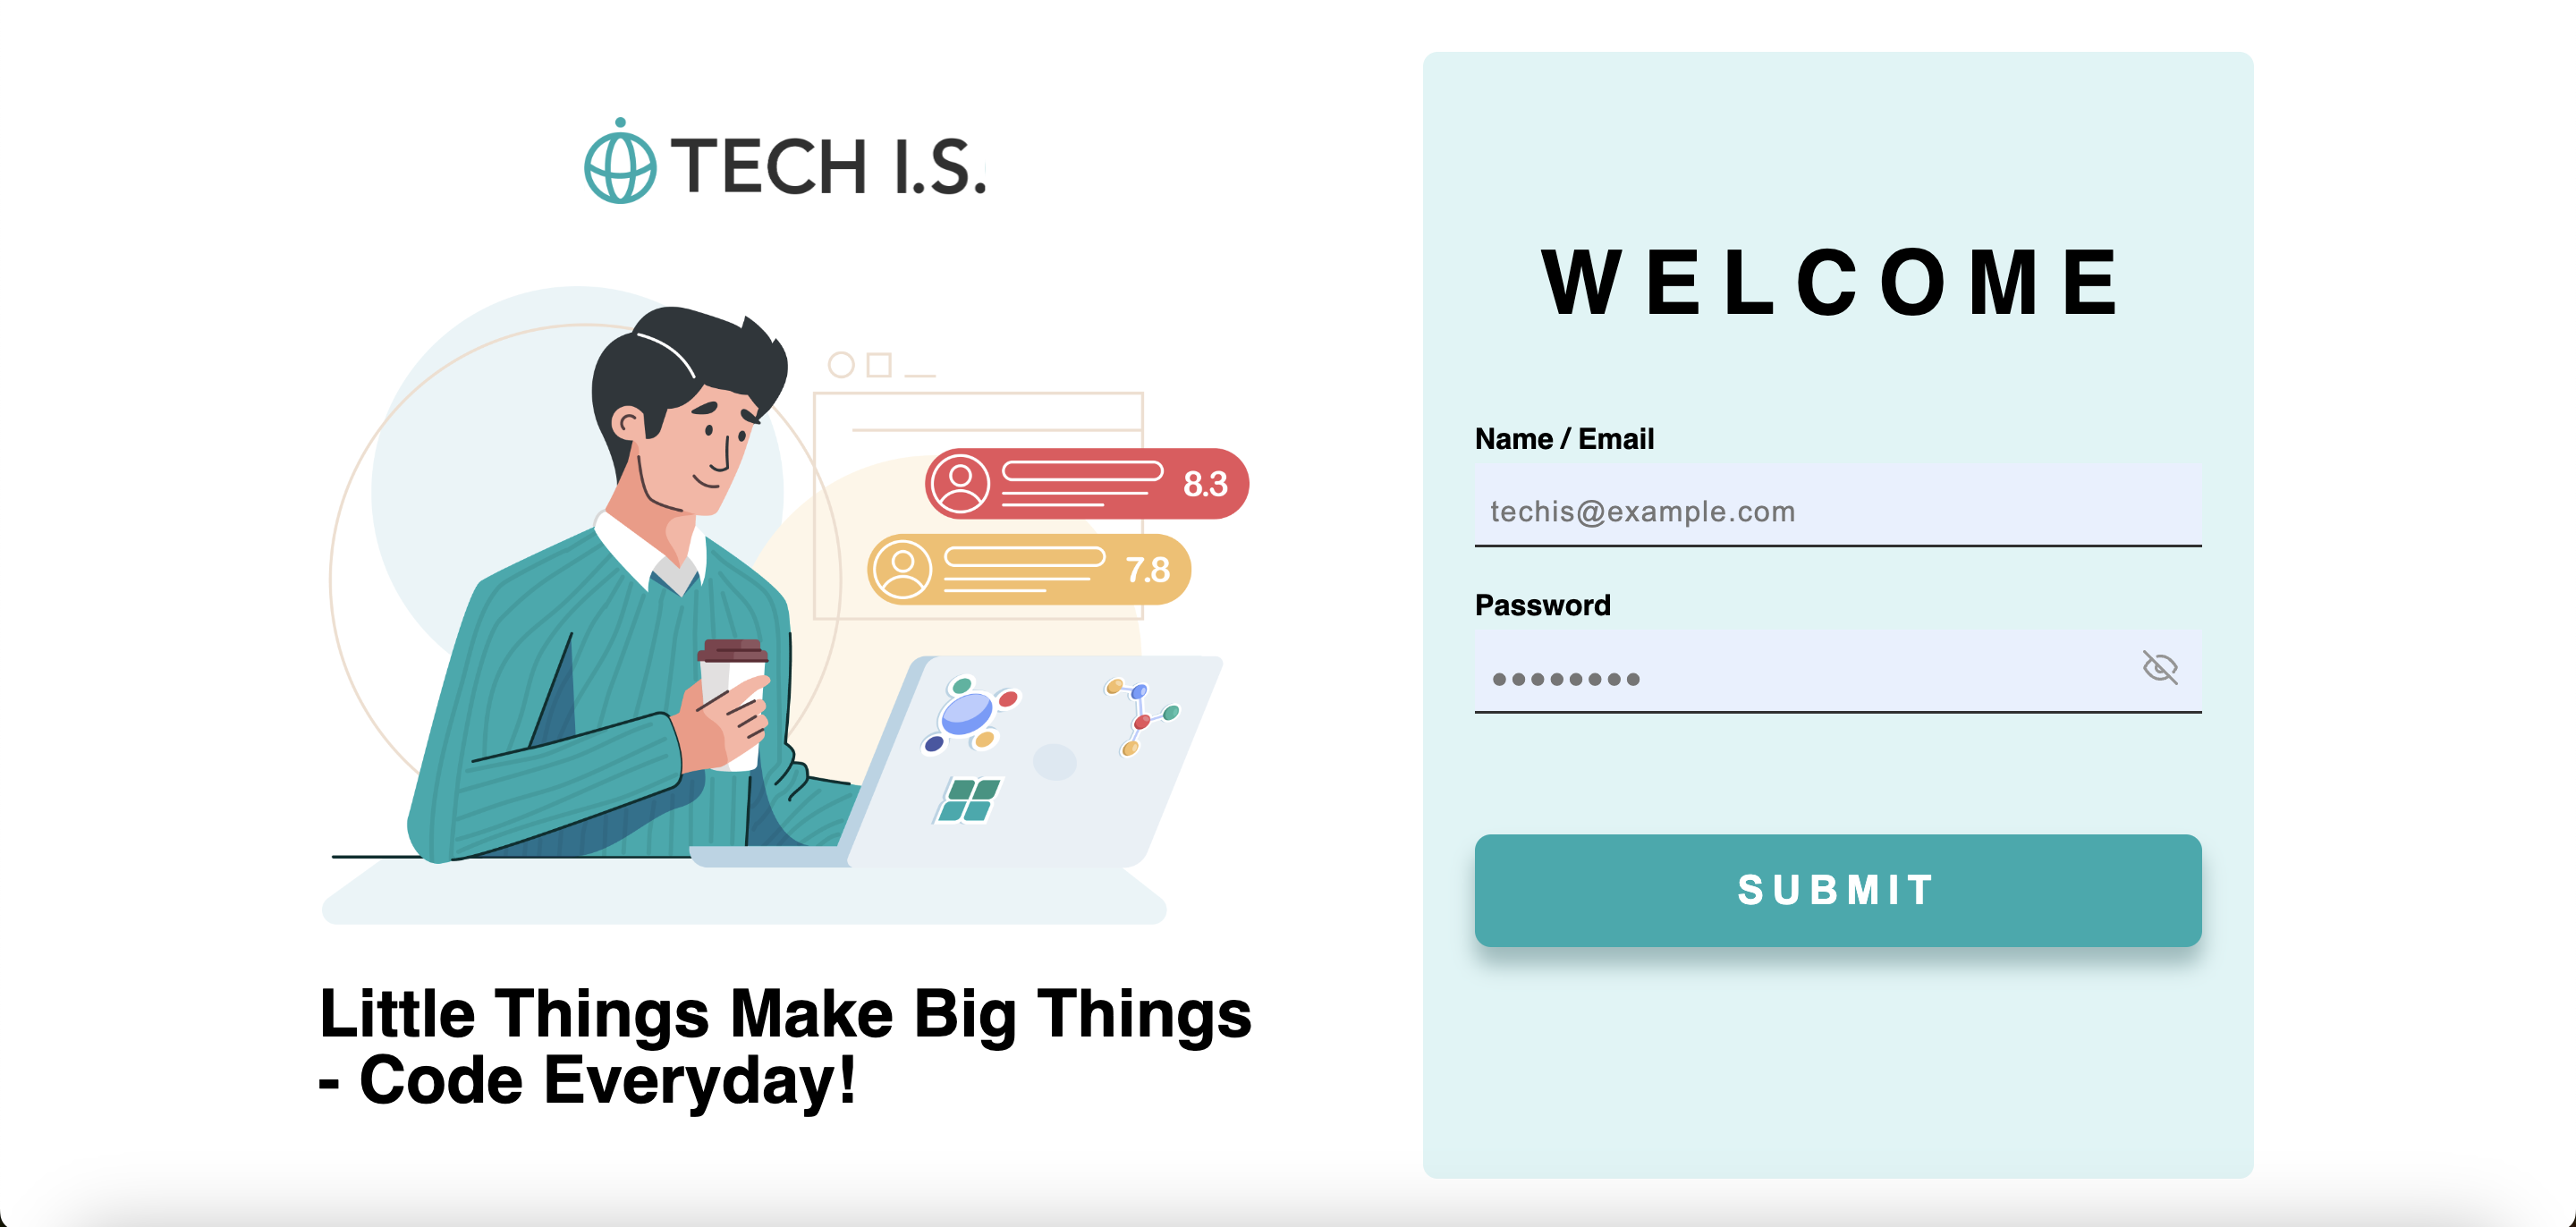 TECH I.S.
8.3
7.8
Little Things Make Big Things
- Code Everyday!
WELCOME
Name / Email
techis@example.com
Password
••••••••
SUBMIT